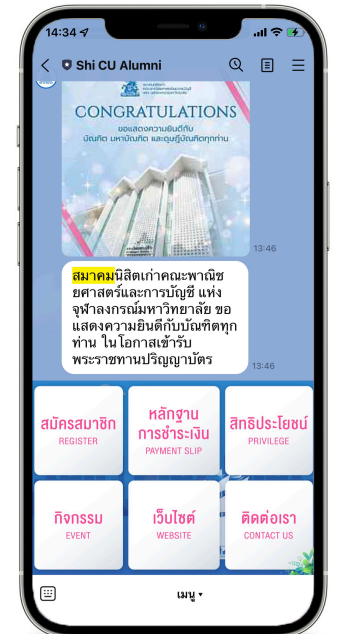 14:34
Shi CU Alumni
CONGRATULATIONS
ขอแสดงความยินดีกับ
บัณฑิต มหาบัณฑิต และดุษฎีบัณฑิตทุกท่าน
13:46
สมาคมนิสิตเก่าคณะพาณิช
ยศาสตร์และการบัญชี แห่ง
จุฬาลงกรณ์มหาวิทยาลัย ขอ
แสดงความยินดีกับบัณฑิตทุก
ท่าน ในโอกาสเข้ารับ
พระราชทานปริญญาบัตร
13:46
สมัครสมาชิก
REGISTER
หลักฐาน
การชำระเงิน
PAYMENT SLIP
สิทธิประโยชน์
PRIVILEGE
กิจกรรม
EVENT
เว็บไซต์
WEBSITE
ติดต่อเรา
CONTACT US
เมนู